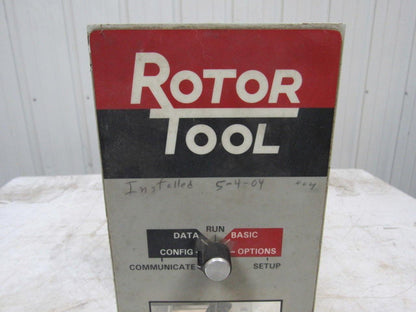 ROTOR
TOOL
Installed 5-4-04
RUN
DATA BASIC
CONFIG OPTIONS
COMMUNICATE SETUP